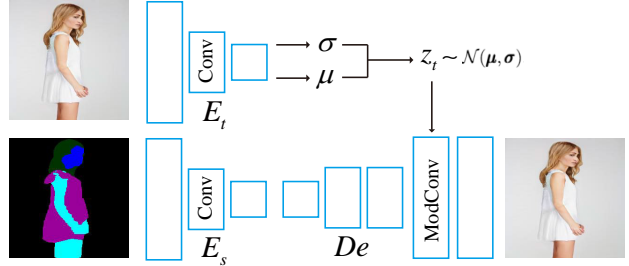 Conv
E_t
σ
μ
z_t ~ 𝒩(μ, σ)
Conv
E_s
De
ModConv